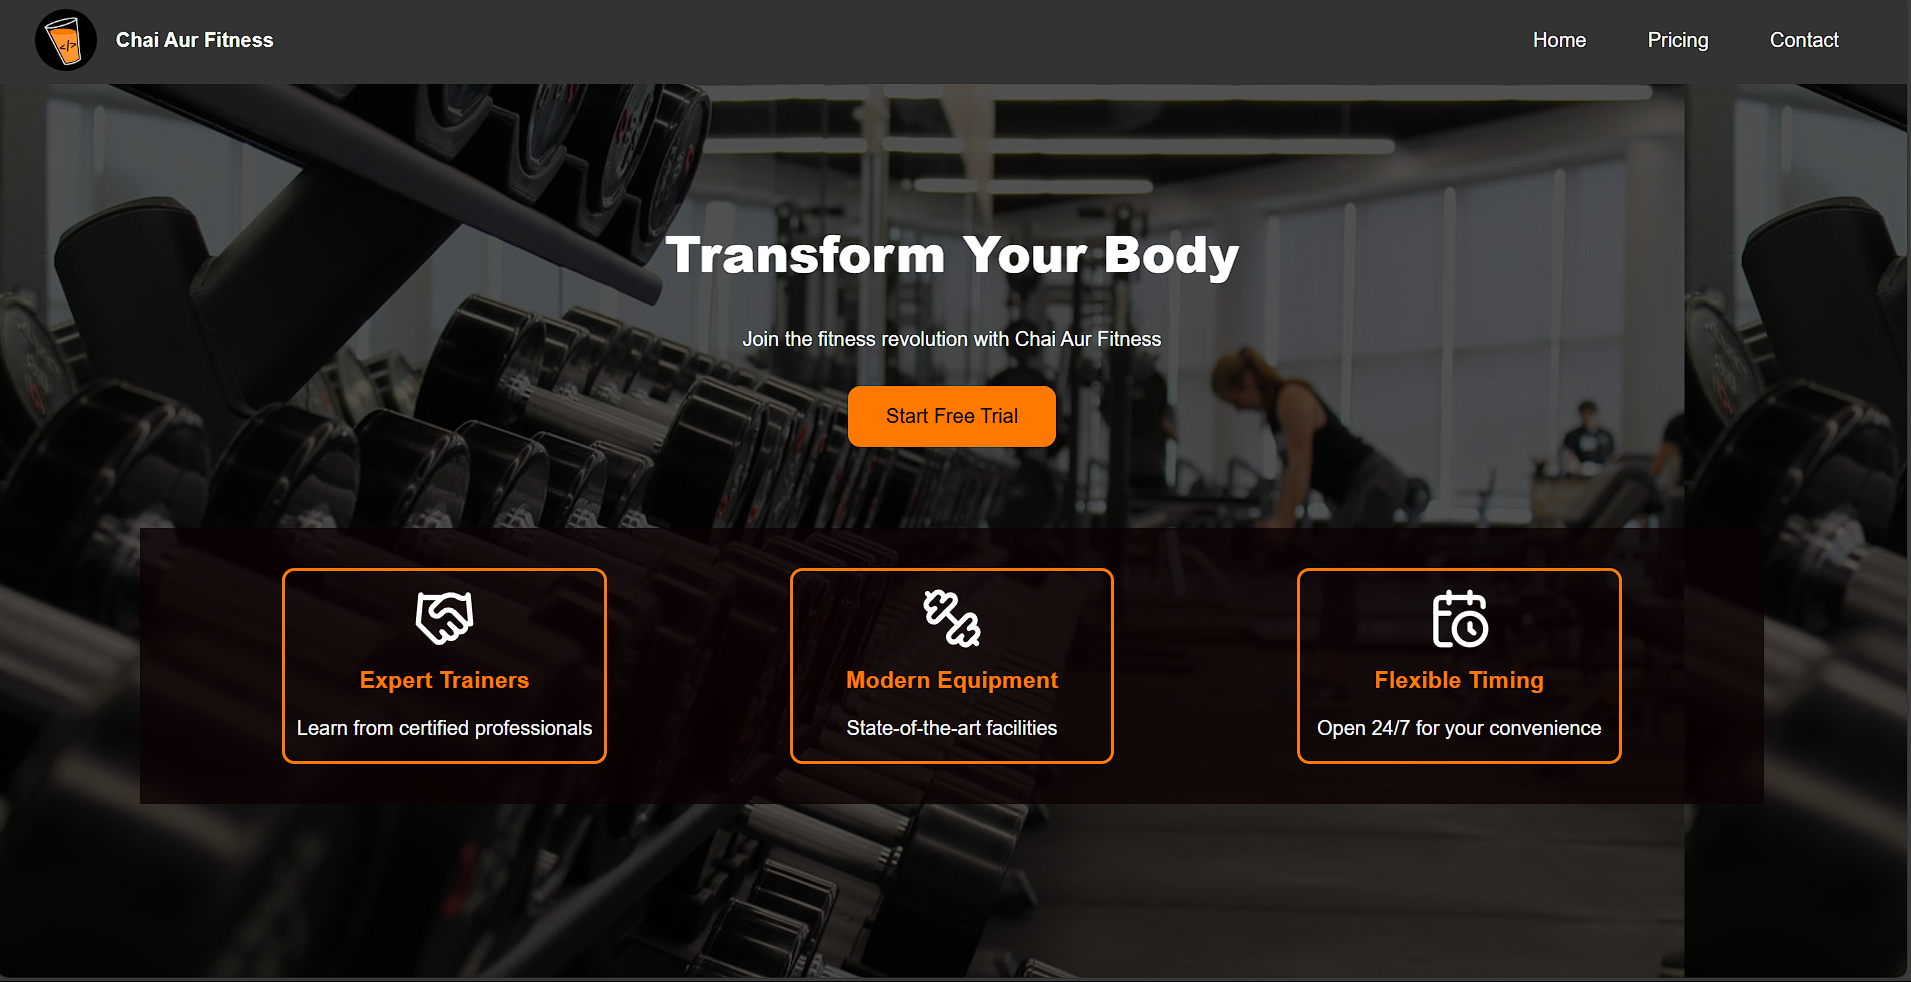 </>
Chai Aur Fitness
Home
Pricing
Contact
Transform Your Body
Join the fitness revolution with Chai Aur Fitness
Start Free Trial
Expert Trainers
Learn from certified professionals
Modern Equipment
State-of-the-art facilities
Flexible Timing
Open 24/7 for your convenience